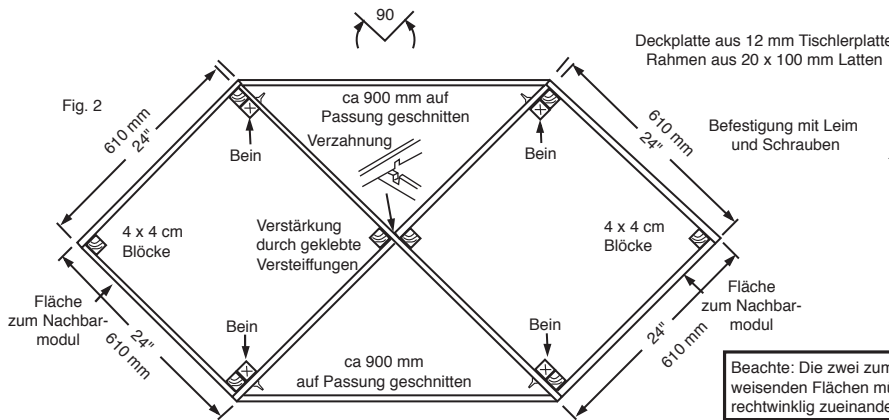 90
Deckplatte aus 12 mm Tischlerplatte
Rahmen aus 20 x 100 mm Latten
Fig. 2
610 mm
24"
ca 900 mm auf
Passung geschnitten
Verzahnung
Bein
Bein
610 mm
24"
Befestigung mit Leim
und Schrauben
4 x 4 cm
Blöcke
Verstärkung
durch geklebte
Versteiffungen
4 x 4 cm
Blöcke
Fläche
zum Nachbar-
modul
24"
610 mm
Bein
ca 900 mm
auf Passung geschnitten
Bein
24"
610 mm
Fläche
zum Nachbar-
modul
Beachte: Die zwei zum
weisenden Flächen
rechtwinklig